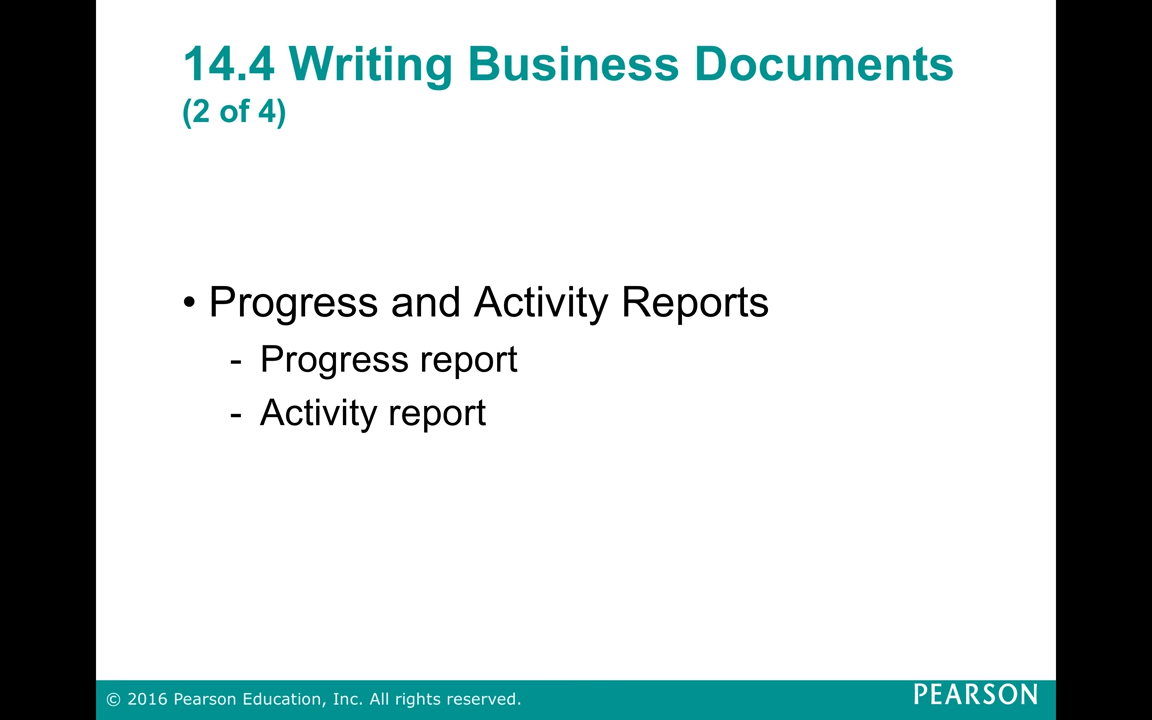 14.4 Writing Business Documents
(2 of 4)
• Progress and Activity Reports
- Progress report
- Activity report
© 2016 Pearson Education, Inc. All rights reserved.
PEARSON